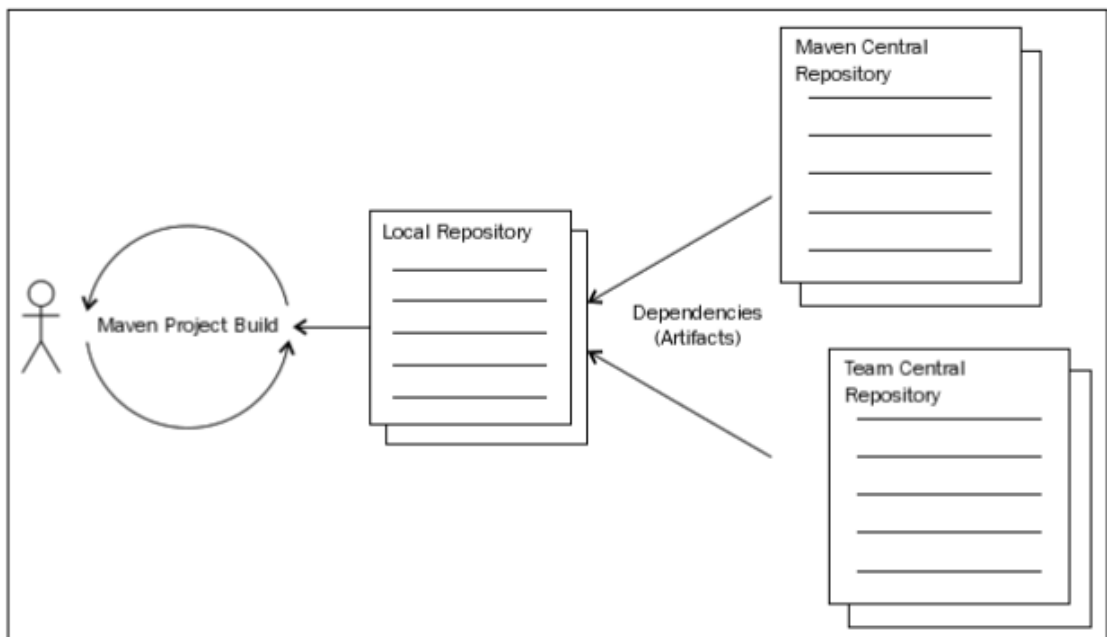 Maven Central
Repository
Local Repository
Maven Project Build
Dependencies
(Artifacts)
Team Central
Repository